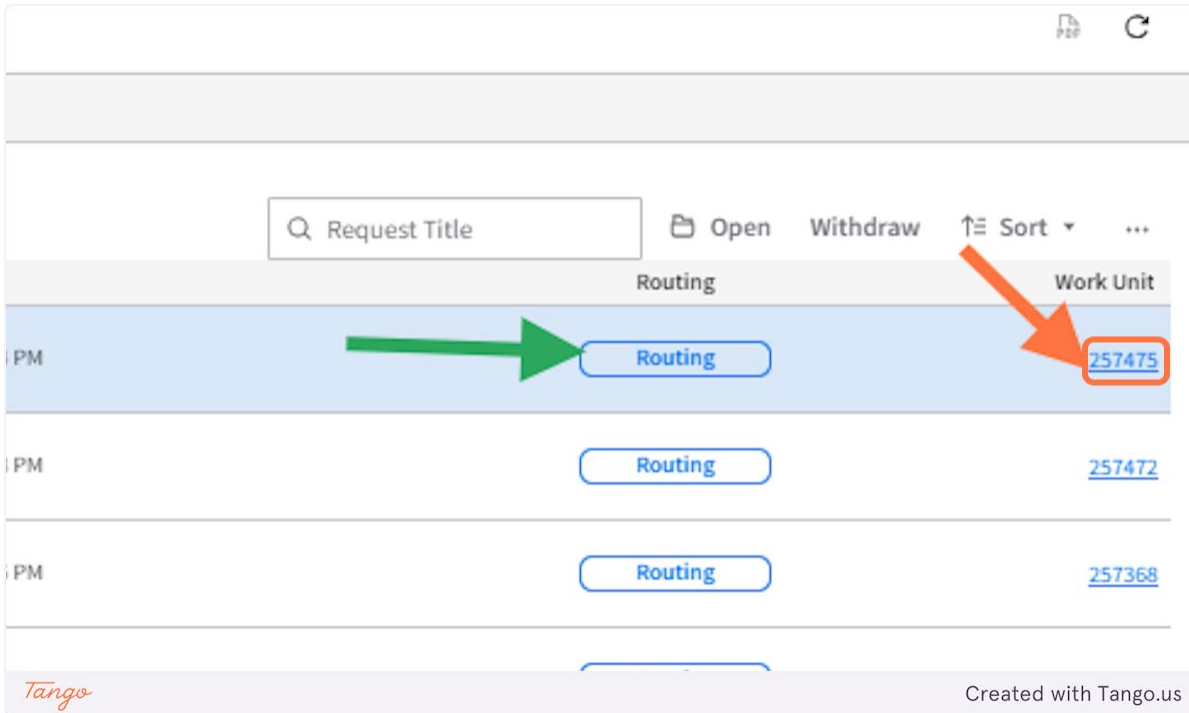 PDF
Request Title Open Withdraw Sort ...
Routing Work Unit
PM Routing 257475
PM Routing 257472
PM Routing 257368
Tango Created with Tango.us